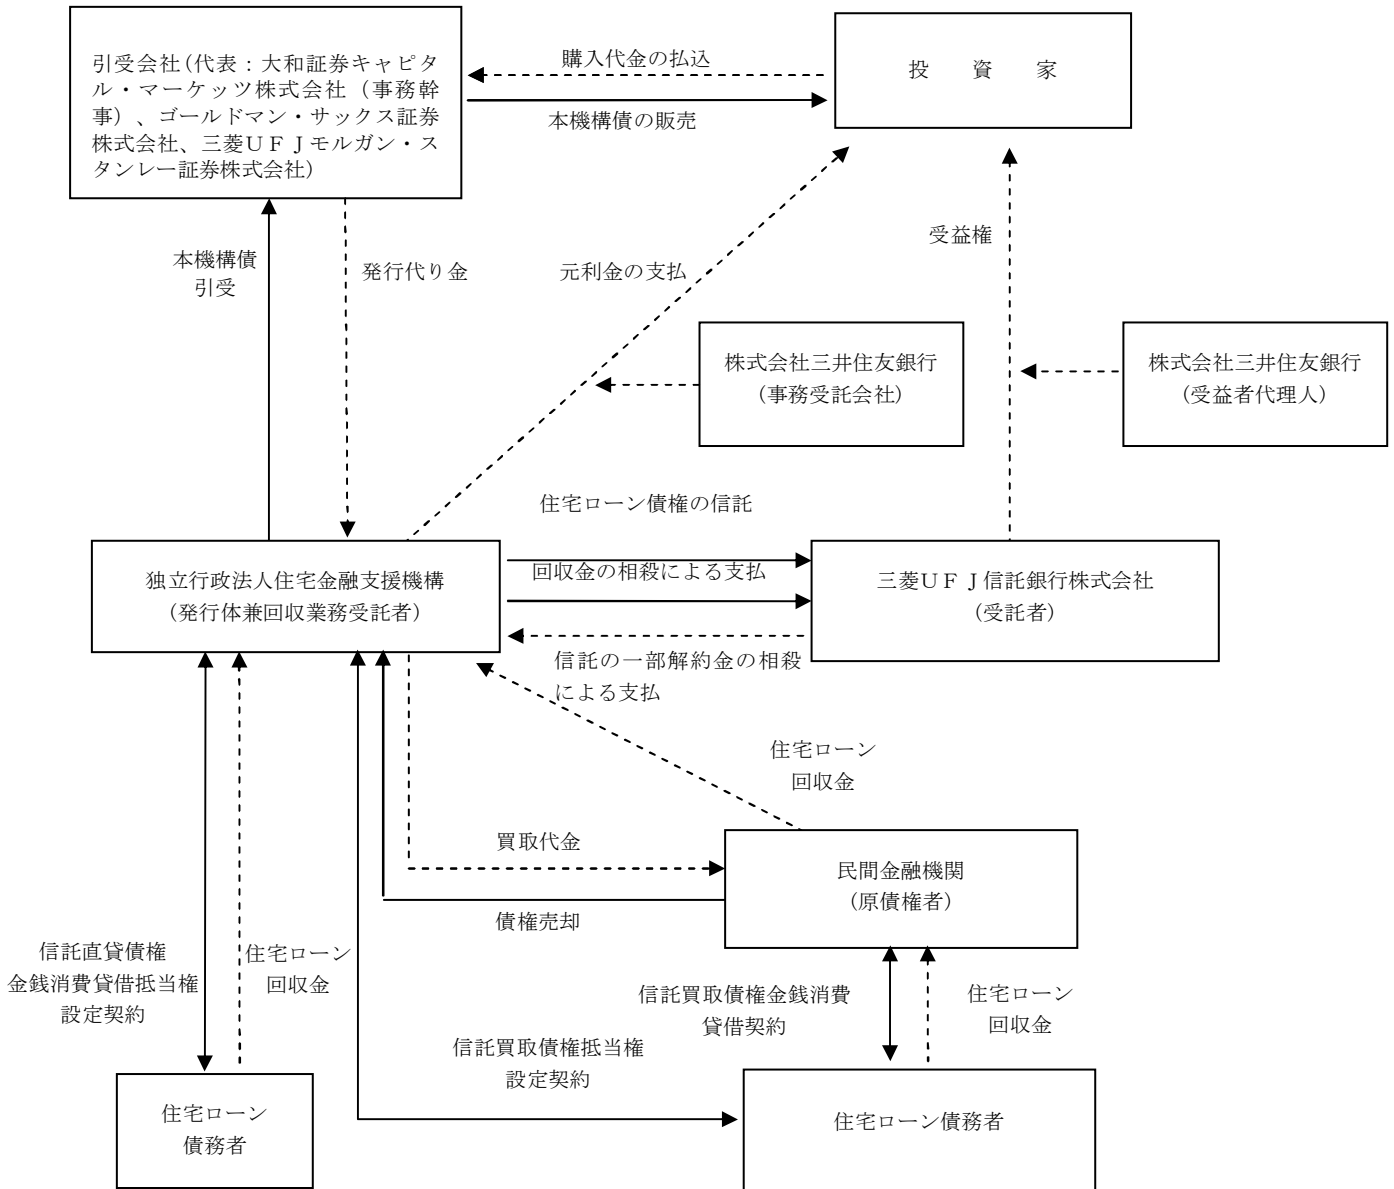 引受会社(代表：大和証券キャピタ
ル・マーケッツ株式会社（事務幹
事）、ゴールドマン・サックス証券
株式会社、三菱ＵＦＪモルガン・ス
タンレー証券株式会社)
購入代金の払込
本機構債の販売
投　資　家
本機構債
引受
発行代り金
元利金の支払
受益権
株式会社三井住友銀行
（事務受託会社）
株式会社三井住友銀行
（受益者代理人）
住宅ローン債権の信託
独立行政法人住宅金融支援機構
（発行体兼回収業務受託者）
回収金の相殺による支払
三菱ＵＦＪ信託銀行株式会社
（受託者）
信託の一部解約金の相殺
による支払
住宅ローン
回収金
買取代金
民間金融機関
（原債権者）
債権売却
信託直貸債権
金銭消費貸借抵当権
設定契約
住宅ローン
回収金
信託買取債権金銭消費
貸借契約
住宅ローン
回収金
信託買取債権抵当権
設定契約
住宅ローン
債務者
住宅ローン債務者